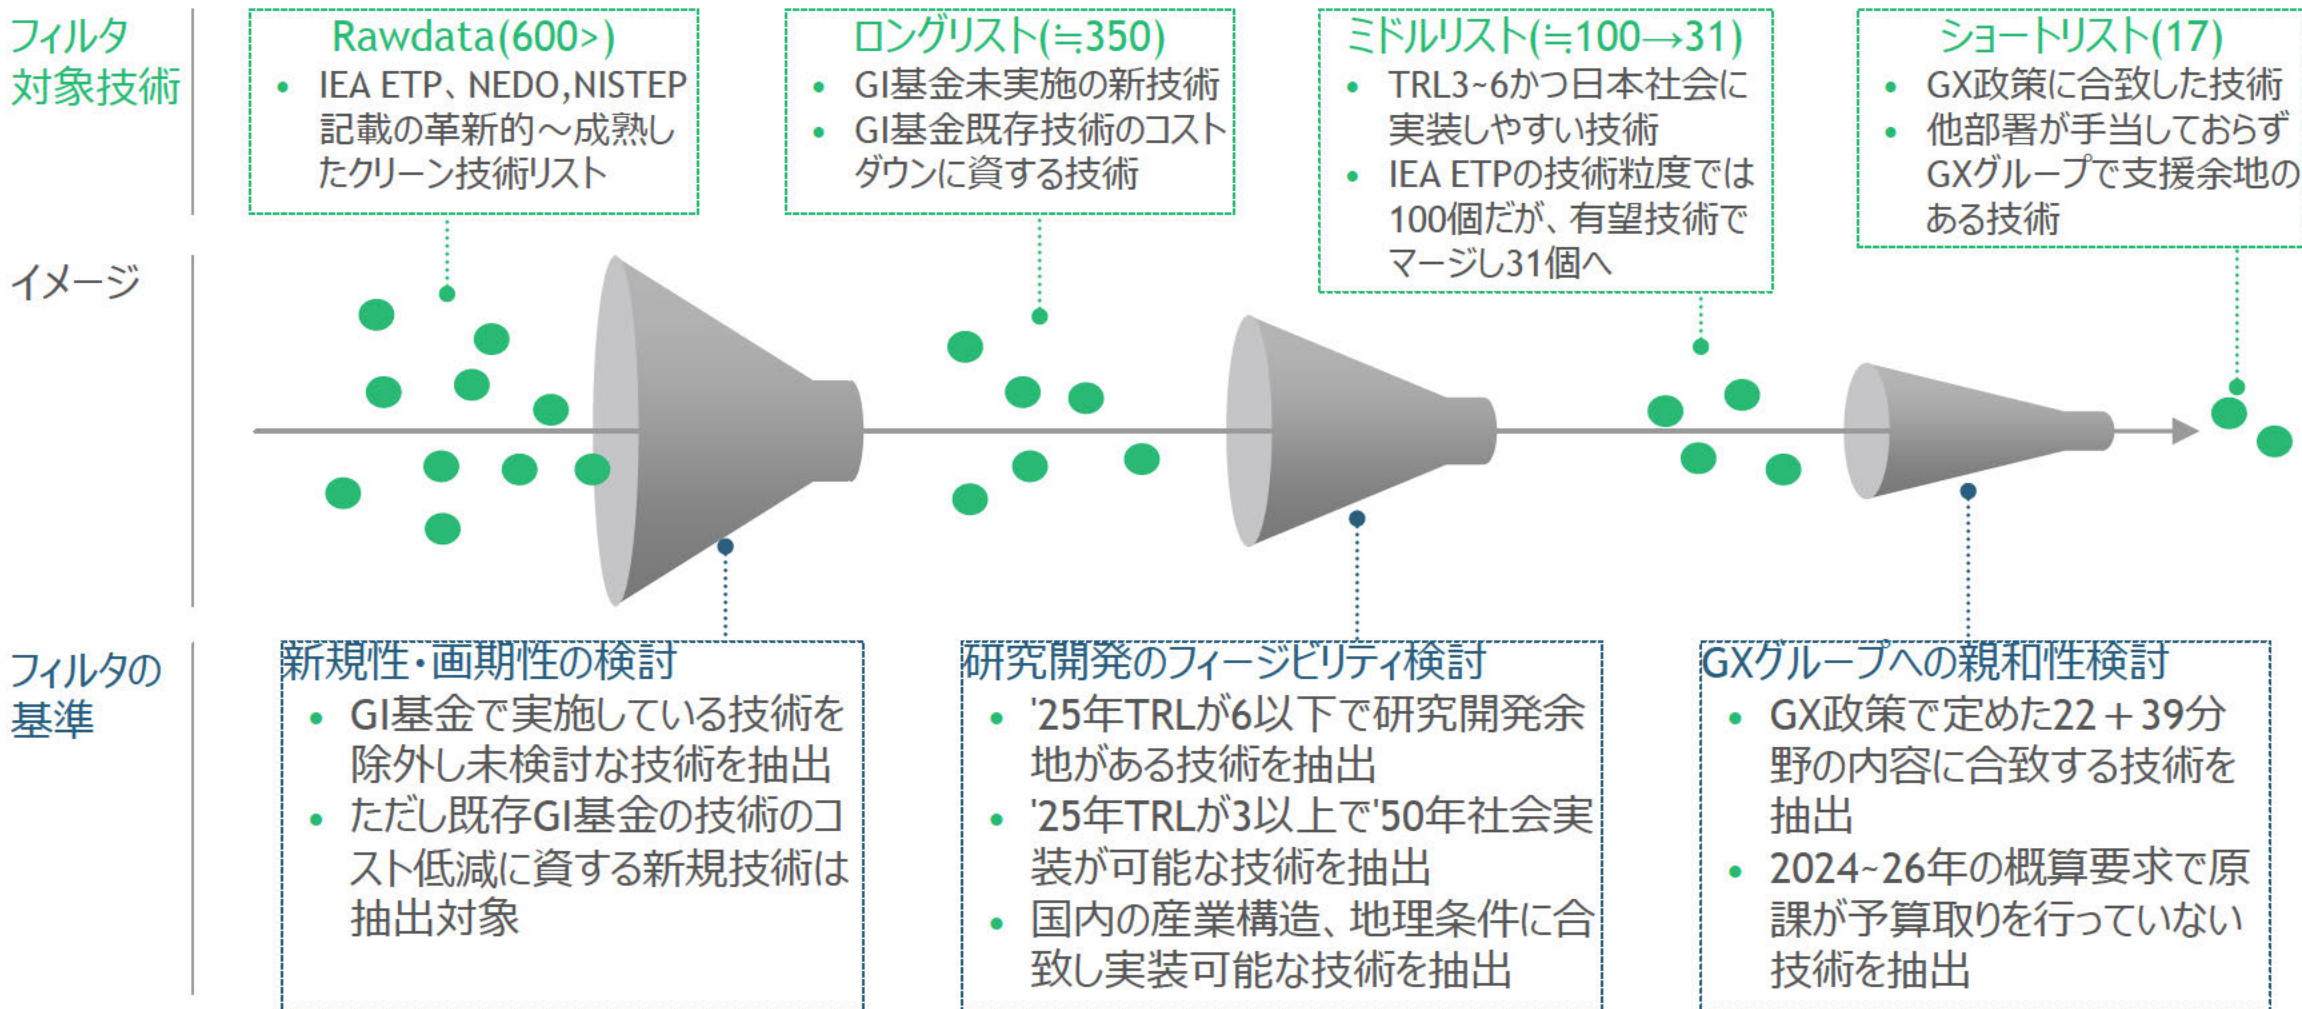 フィルタ
対象技術
Rawdata(600>)
• IEA ETP、NEDO,NISTEP
記載の革新的～成熟し
たクリーン技術リスト
ロングリスト(≒350)
• GI基金未実施の新技術
• GI基金既存技術のコスト
ダウンに資する技術
ミドルリスト(≒100→31)
• TRL3~6かつ日本社会に
実装しやすい技術
• IEA ETPの技術粒度では
100個だが、有望技術で
マージし31個へ
ショートリスト(17)
• GX政策に合致した技術
• 他部署が手当しておらず
GXグループで支援余地の
ある技術
イメージ
フィルタの
基準
新規性・画期性の検討
• GI基金で実施している技術を
除外し未検討な技術を抽出
• ただし既存GI基金の技術のコ
スト低減に資する新規技術は
抽出対象
研究開発のフィージビリティ検討
• '25年TRLが6以下で研究開発余
地がある技術を抽出
• '25年TRLが3以上で'50年社会実
装が可能な技術を抽出
• 国内の産業構造、地理条件に合
致し実装可能な技術を抽出
GXグループへの親和性検討
• GX政策で定めた22＋39分
野の内容に合致する技術を
抽出
• 2024~26年の概算要求で原
課が予算取りを行っていない
技術を抽出